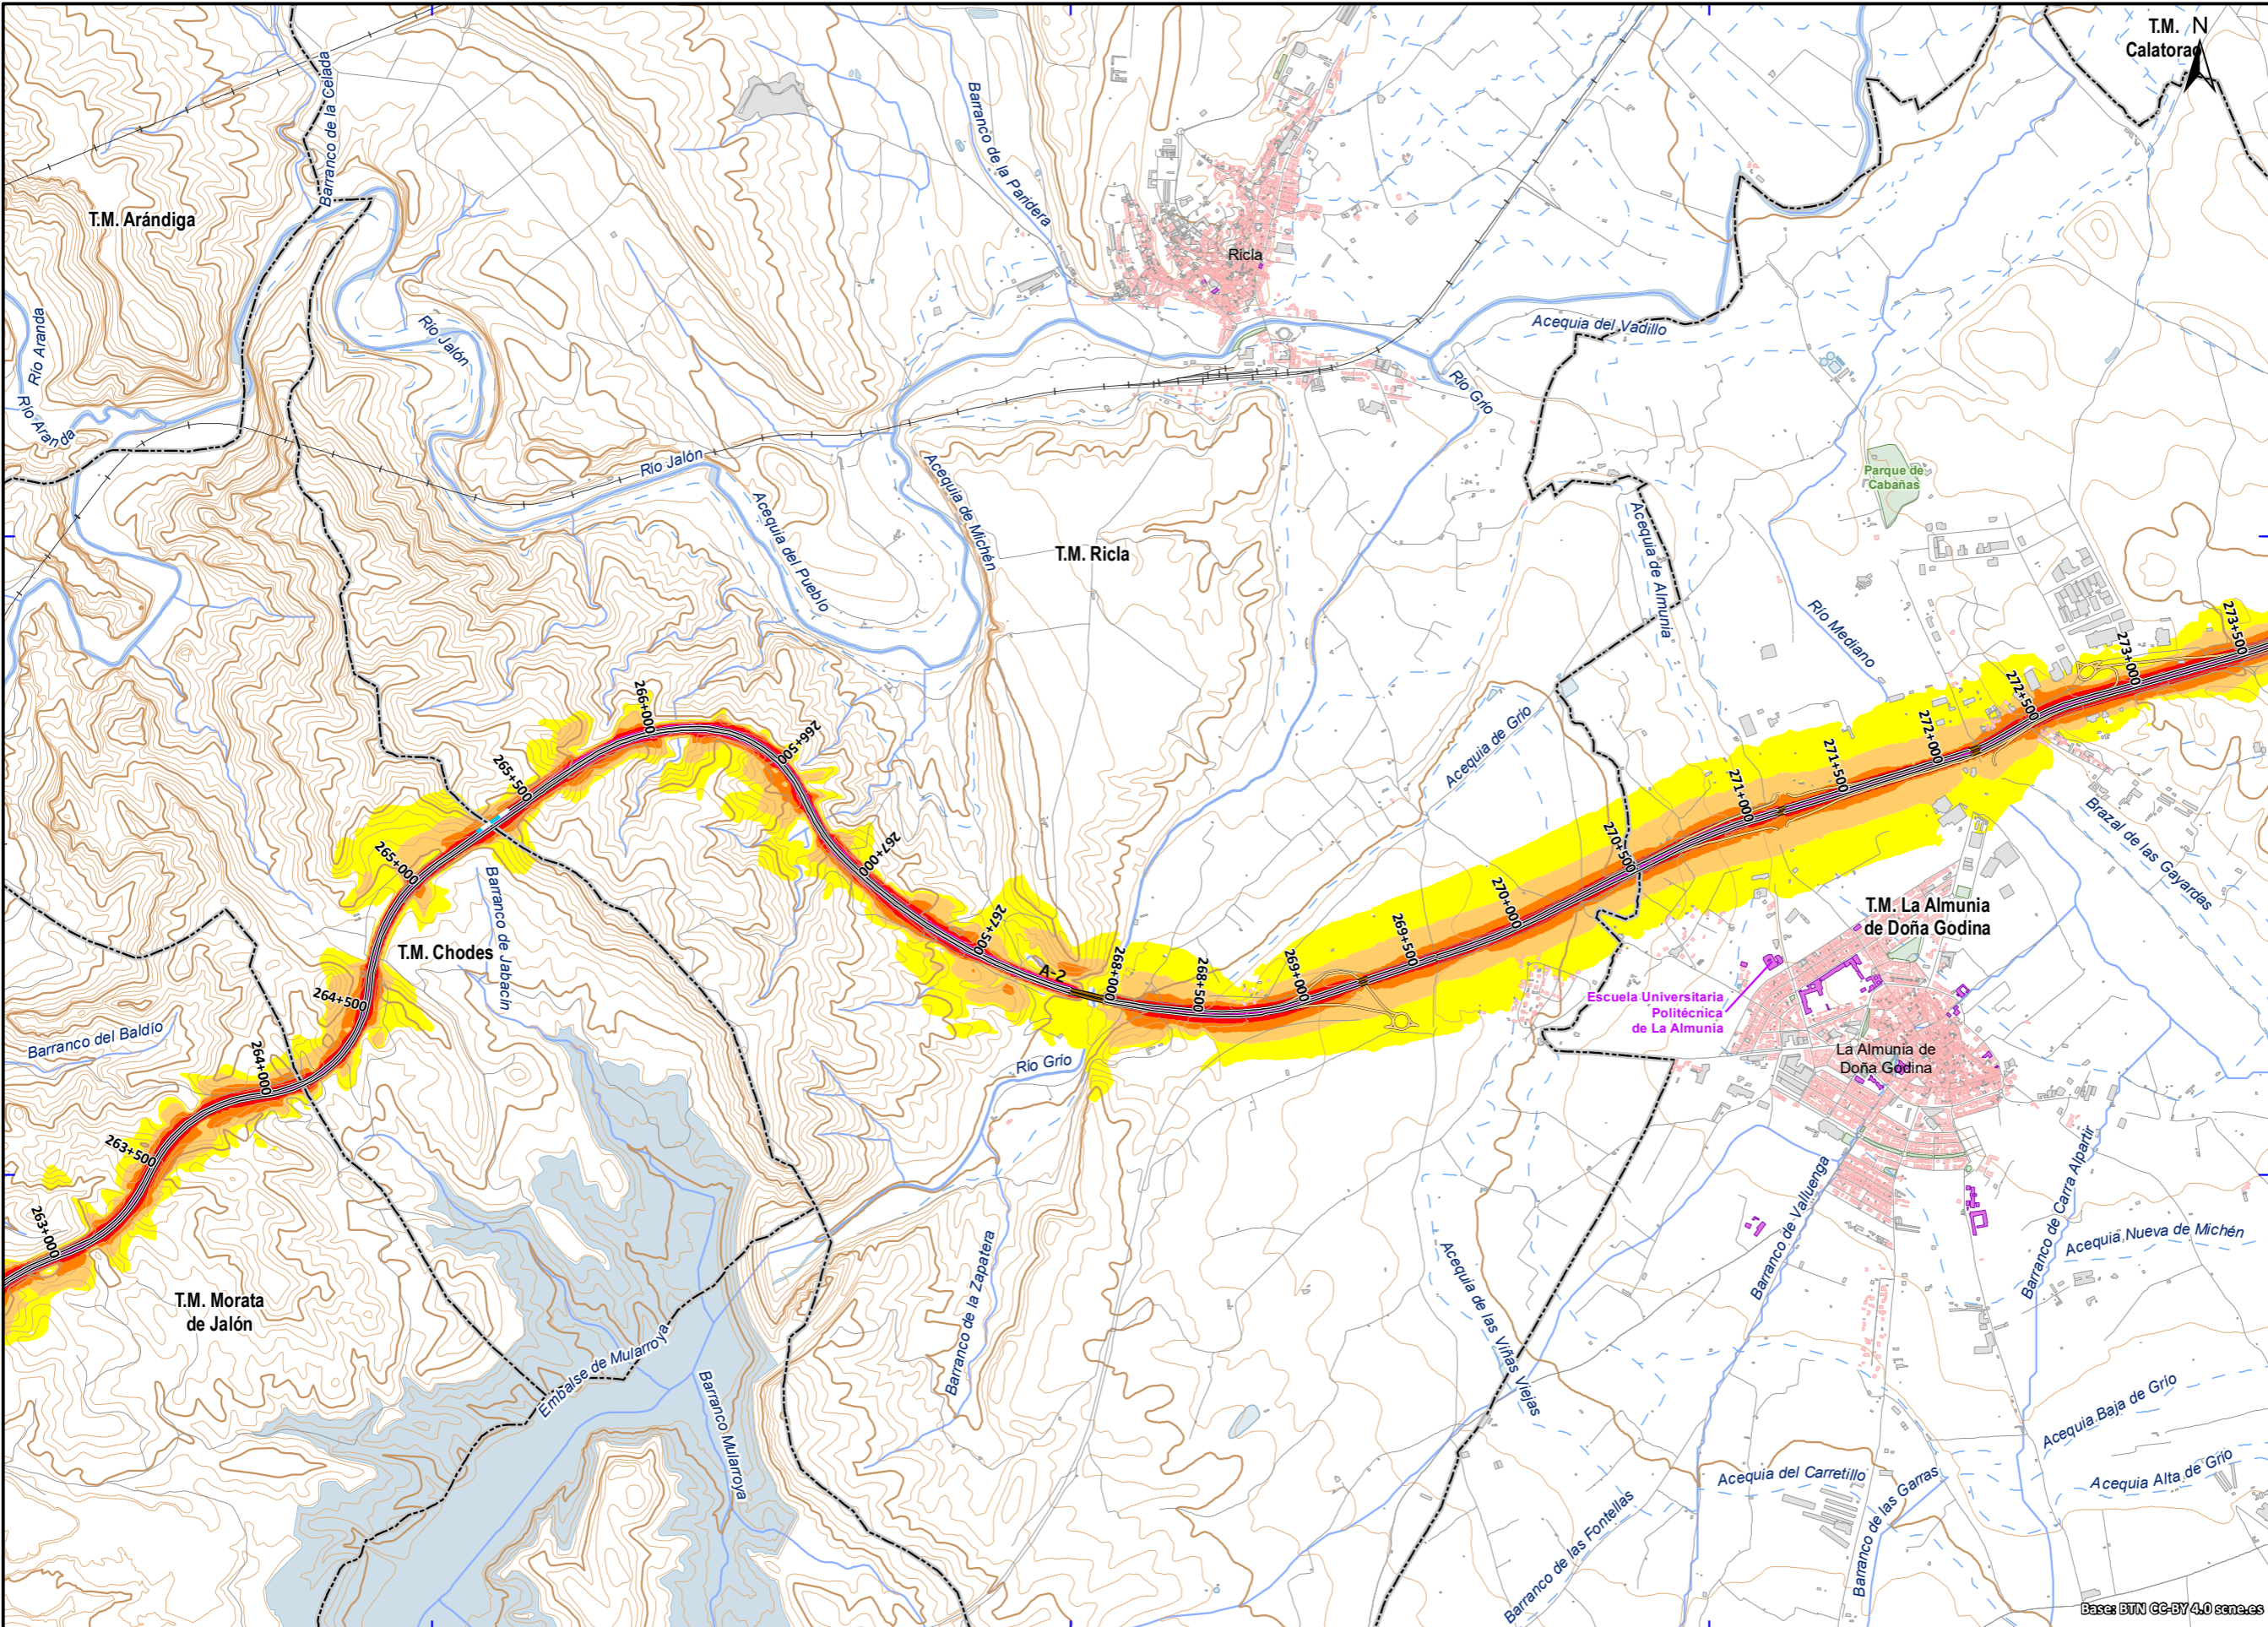 T.M.
Calatorao
N
Barranco de la Celada
T.M. Arándiga
Barranco de la Paridera
Ricla
Río Aranda
Río Jalón
Acequia del Vadillo
Río Aranda
Río Grío
Río Jalón
Acequia de Michén
Parque de
Cabañas
Acequia del Pueblo
T.M. Ricla
Acequia de Almunia
Río Mediano
273+500
273+000
272+500
272+000
271+500
271+000
270+500
270+000
269+500
269+000
268+500
268+000
A-2
267+500
267+000
266+500
266+000
265+500
265+000
264+500
264+000
263+500
263+000
Acequia de Grío
Brazal de las Gayardas
T.M. La Almunia
de Doña Godina
Barranco de Jabacín
T.M. Chodes
Escuela Universitaria
Politécnica
de La Almunia
Barranco del Baldío
La Almunia de
Doña Godina
Río Grío
Barranco de Valluenga
Barranco de Carra Alpartir
Acequia Nueva de Michén
T.M. Morata
de Jalón
Barranco de la Zapatera
Acequia de las Viñas Viejas
Embalse de Mularroya
Barranco Mularroya
Acequia Baja de Grío
Acequia del Carretillo
Acequia Alta de Grío
Barranco de las Fontellas
Barranco de las Garras
Base: BTN CC-BY 4.0 scne.es